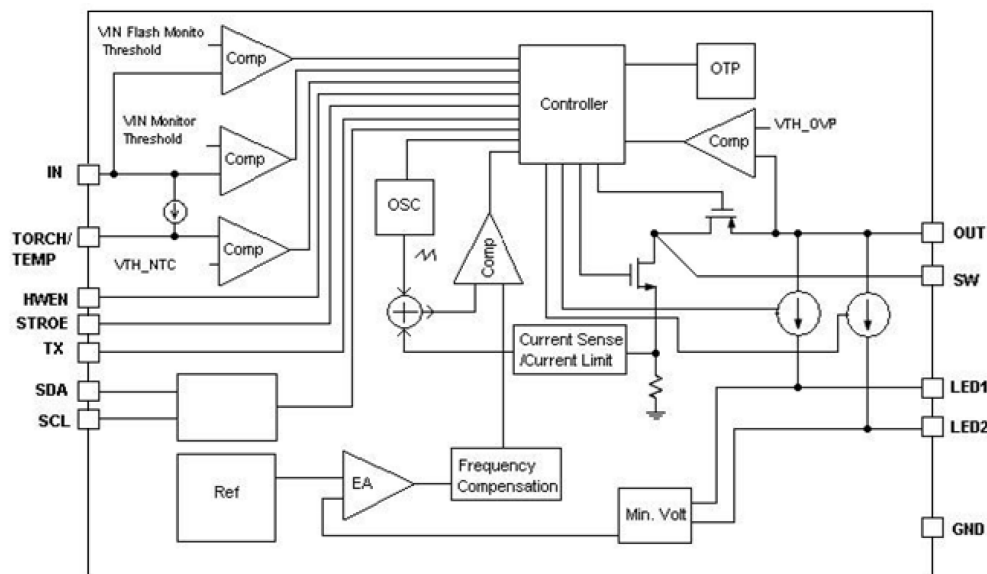 VIN Flash Monito
Threshold
Comp
Controller
OTP
VTH_OVP
Comp
VIN Monitor
Threshold
Comp
IN
OSC
TORCH/
TEMP
Comp
VTH_NTC
Comp
OUT
SW
HWEN
STROE
TX
Current Sense
/Current Limit
SDA
SCL
LED1
LED2
Ref
EA
Frequency
Compensation
Min. Volt
GND